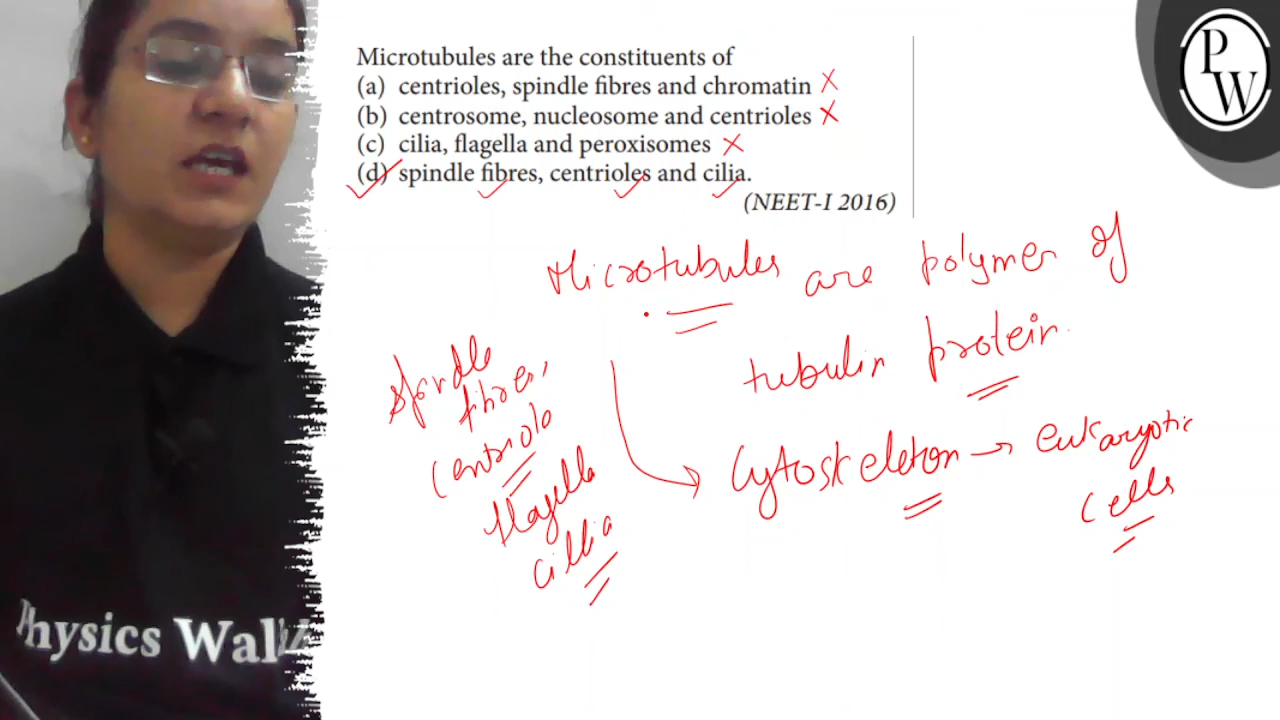 Microtubules are the constituents of
(a) centrioles, spindle fibres and chromatin
(b) centrosome, nucleosome and centrioles
(c) cilia, flagella and peroxisomes
(d) spindle fibres, centrioles and cilia.
(NEET-I 2016)
PW
Microtubules are polymer of
tubulin protein.
Spindle
fibres,
centriole
flagella
cillia
Cytoskeleton → eukaryotic
cells
Physics Wall